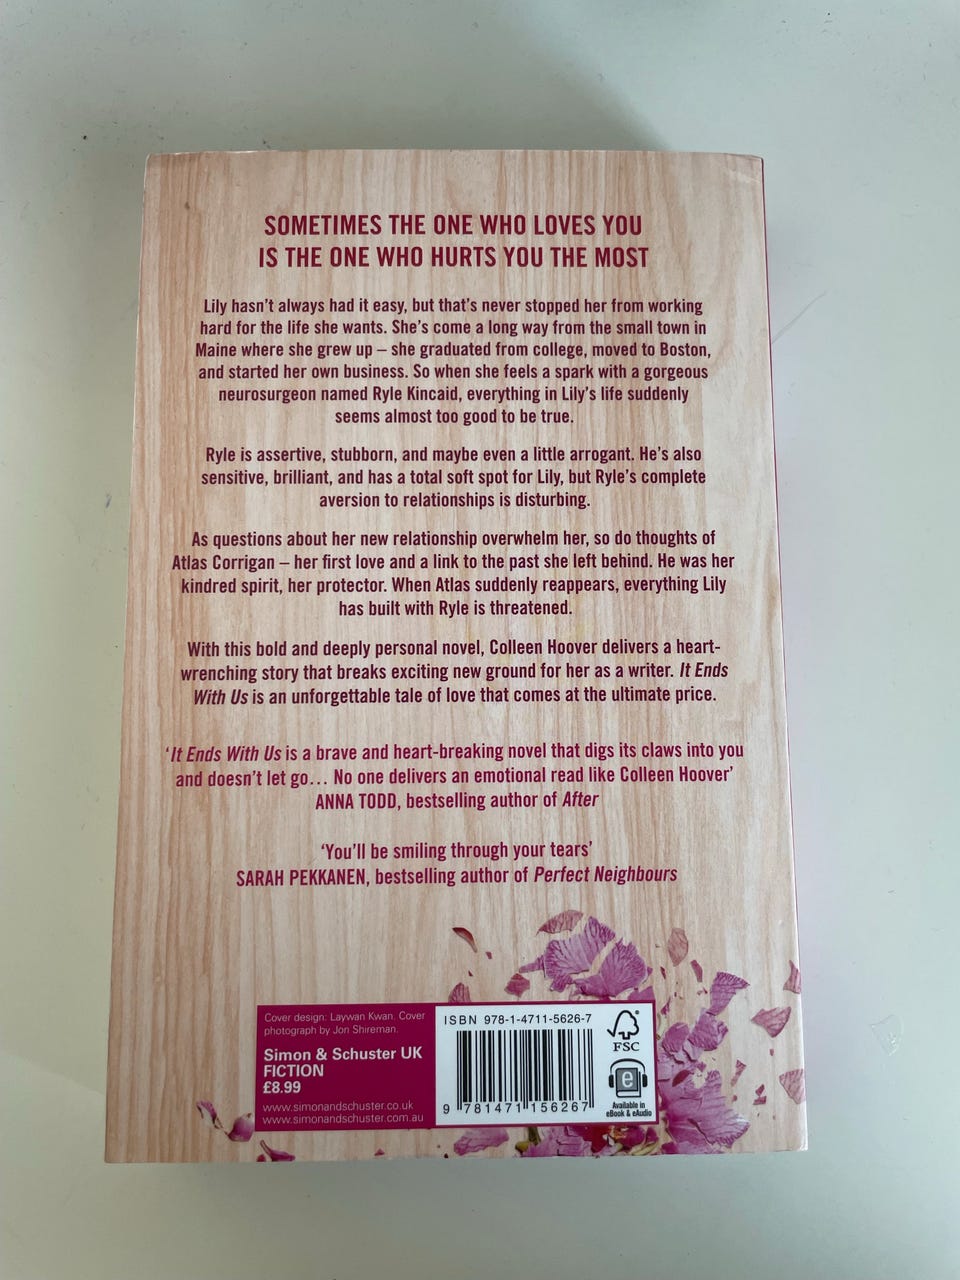 SOMETIMES THE ONE WHO LOVES YOU
IS THE ONE WHO HURTS YOU THE MOST
Lily hasn't always had it easy, but that's never stopped her from working
hard for the life she wants. She's come a long way from the small town in
Maine where she grew up – she graduated from college, moved to Boston,
and started her own business. So when she feels a spark with a gorgeous
neurosurgeon named Ryle Kincaid, everything in Lily's life suddenly
seems almost too good to be true.
Ryle is assertive, stubborn, and maybe even a little arrogant. He's also
sensitive, brilliant, and has a total soft spot for Lily, but Ryle's complete
aversion to relationships is disturbing.
As questions about her new relationship overwhelm her, so do thoughts of
Atlas Corrigan – her first love and a link to the past she left behind. He was her
kindred spirit, her protector. When Atlas suddenly reappears, everything Lily
has built with Ryle is threatened.
With this bold and deeply personal novel, Colleen Hoover delivers a heart-
wrenching story that breaks exciting new ground for her as a writer. It Ends
With Us is an unforgettable tale of love that comes at the ultimate price.
'It Ends With Us is a brave and heart-breaking novel that digs its claws into you
and doesn't let go… No one delivers an emotional read like Colleen Hoover'
ANNA TODD, bestselling author of After
'You'll be smiling through your tears'
SARAH PEKKANEN, bestselling author of Perfect Neighbours
Cover design: Laywan Kwan. Cover
photograph by Jon Shireman.
Simon & Schuster UK
FICTION
£8.99
www.simonandschuster.co.uk
www.simonandschuster.com.au
ISBN 978-1-4711-5626-7
9 781471 156267
FSC
e
Available in
eBook & eAudio